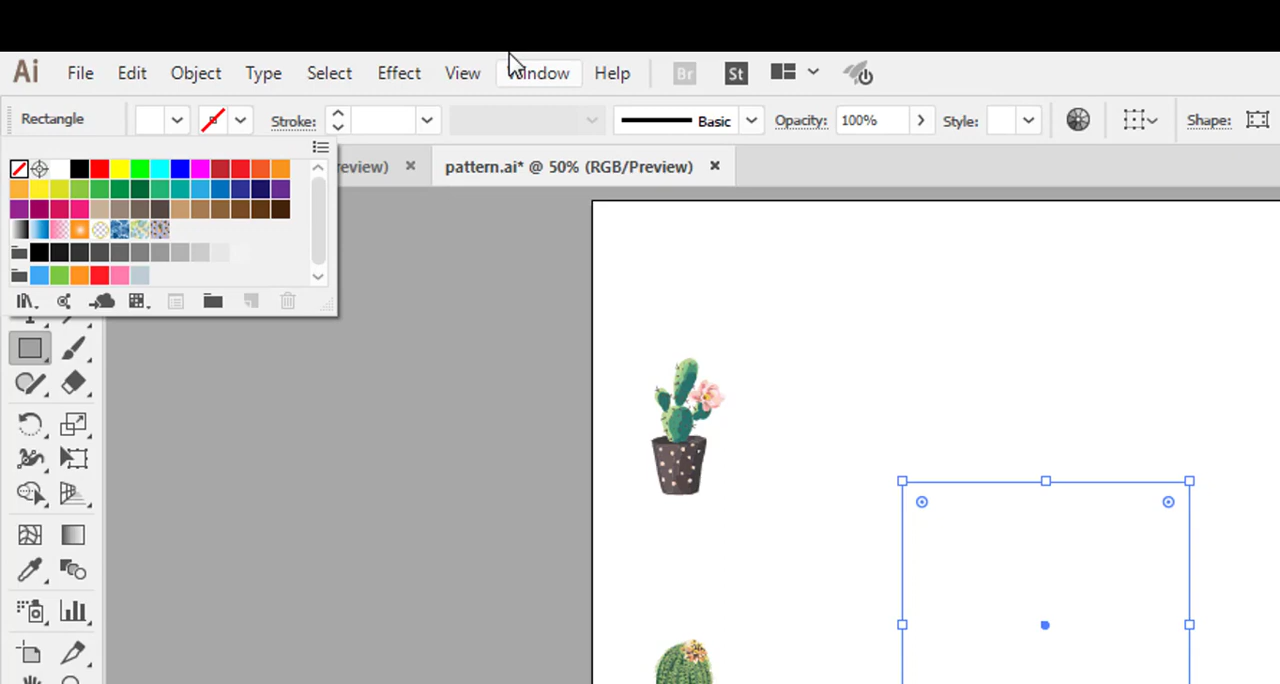 Ai File Edit Object Type Select Effect View Window Help Br St
Rectangle Stroke: Basic Opacity: 100% Style: Shape:
review) × pattern.ai* @ 50% (RGB/Preview) ×